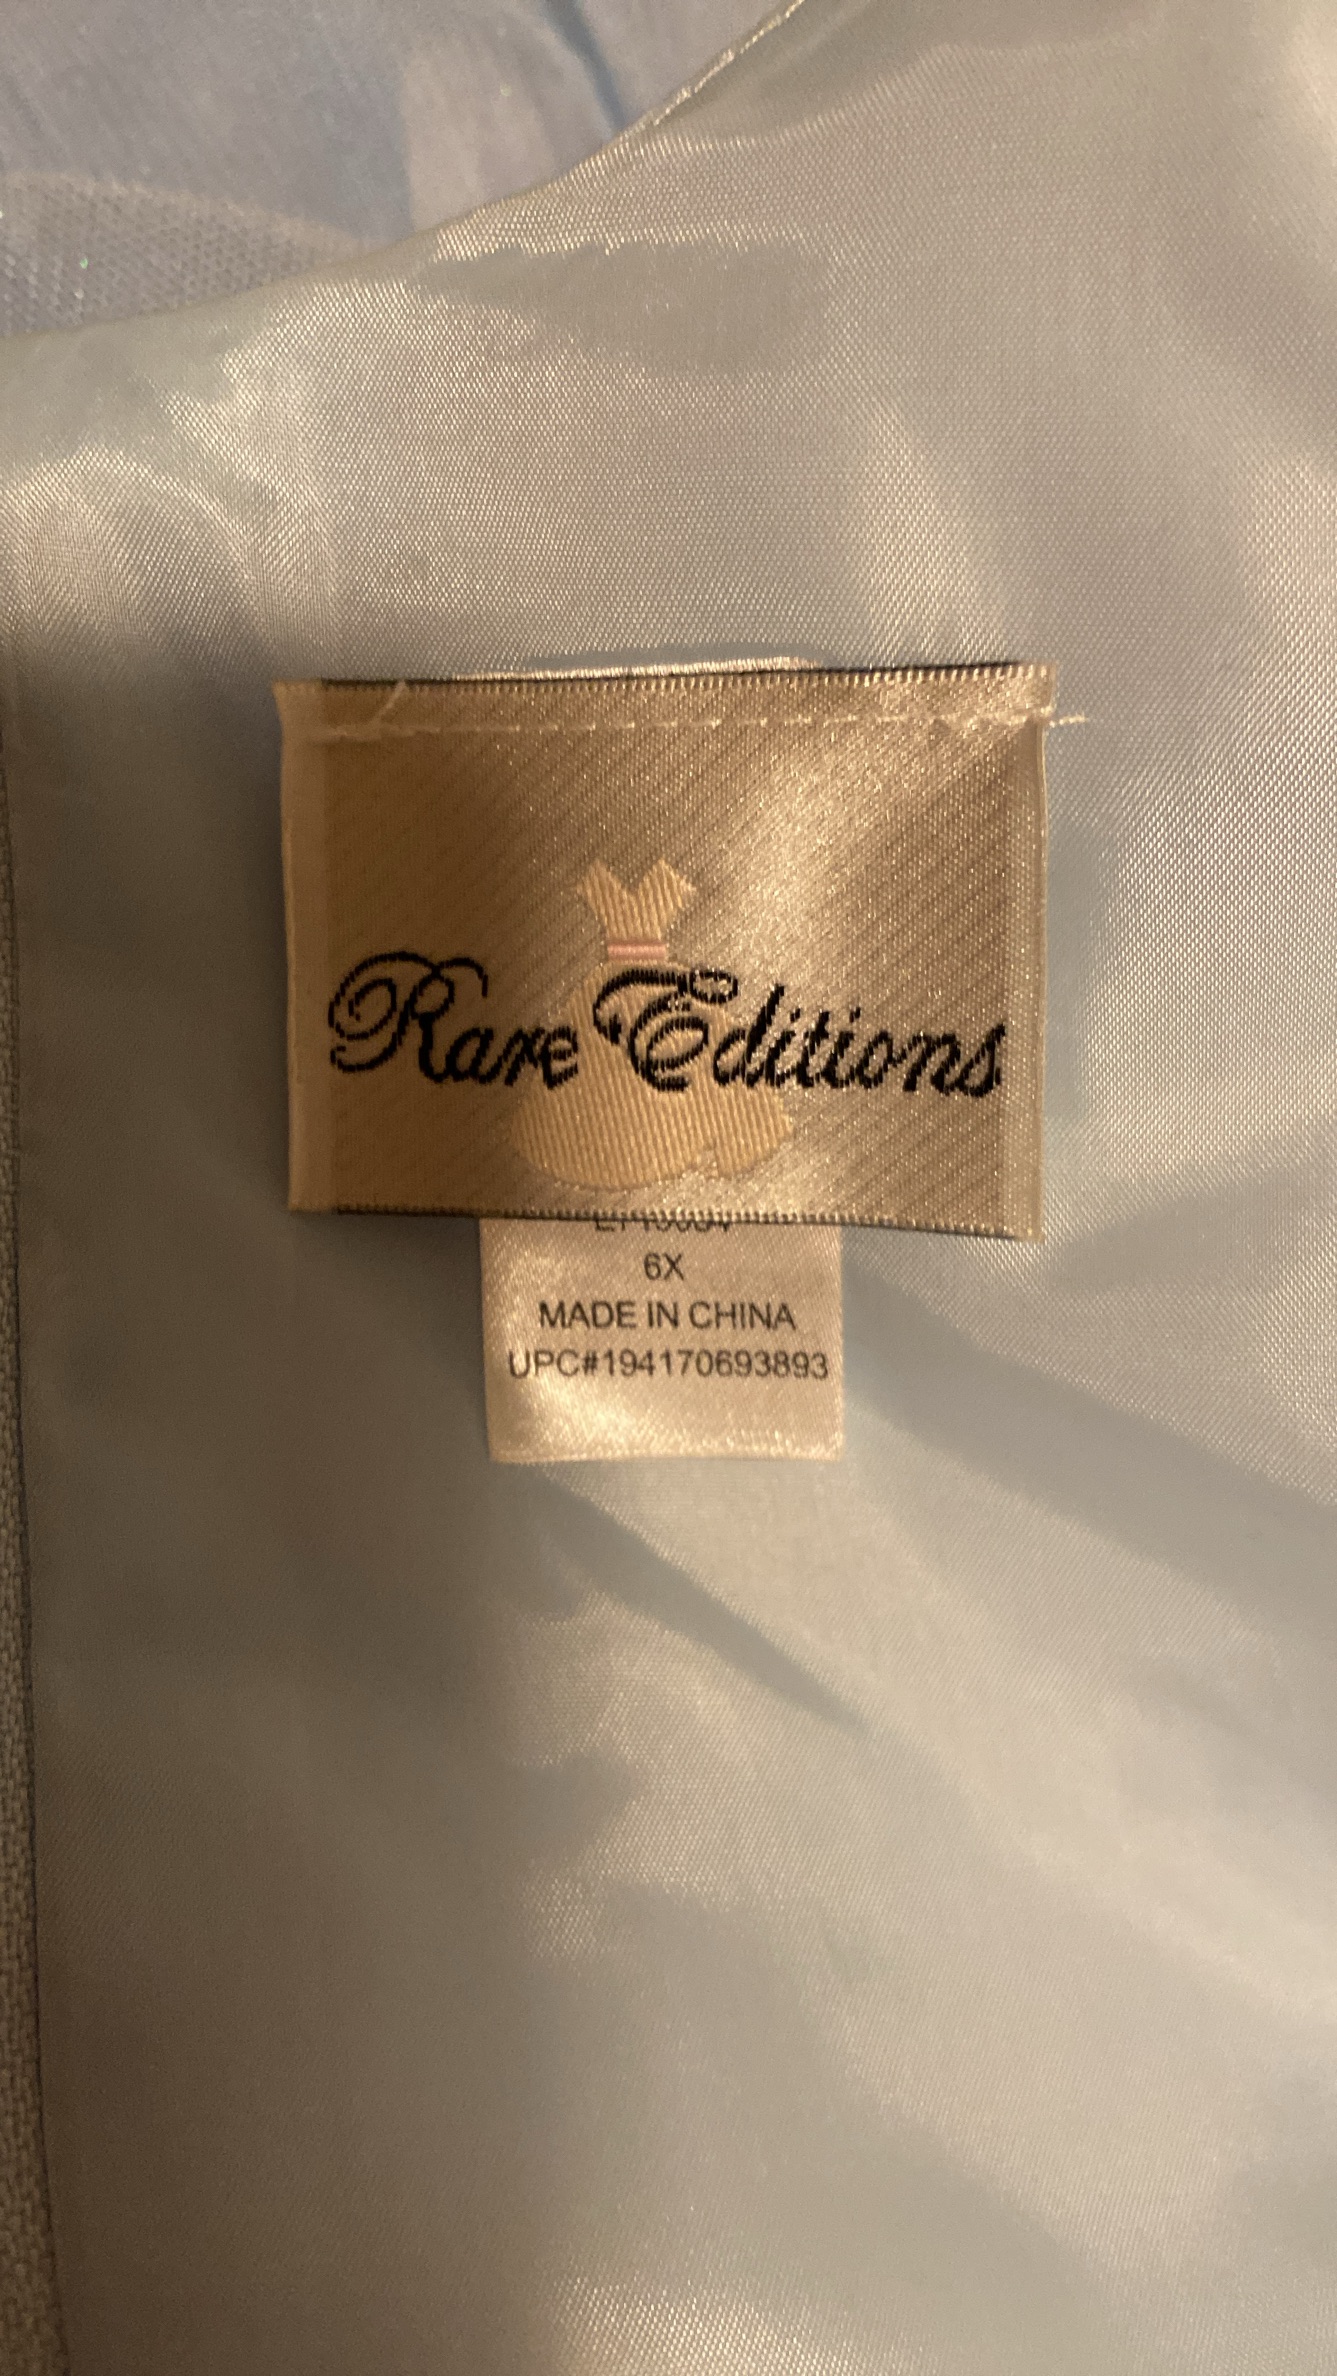 Rare Editions
6X
MADE IN CHINA
UPC#194170693893